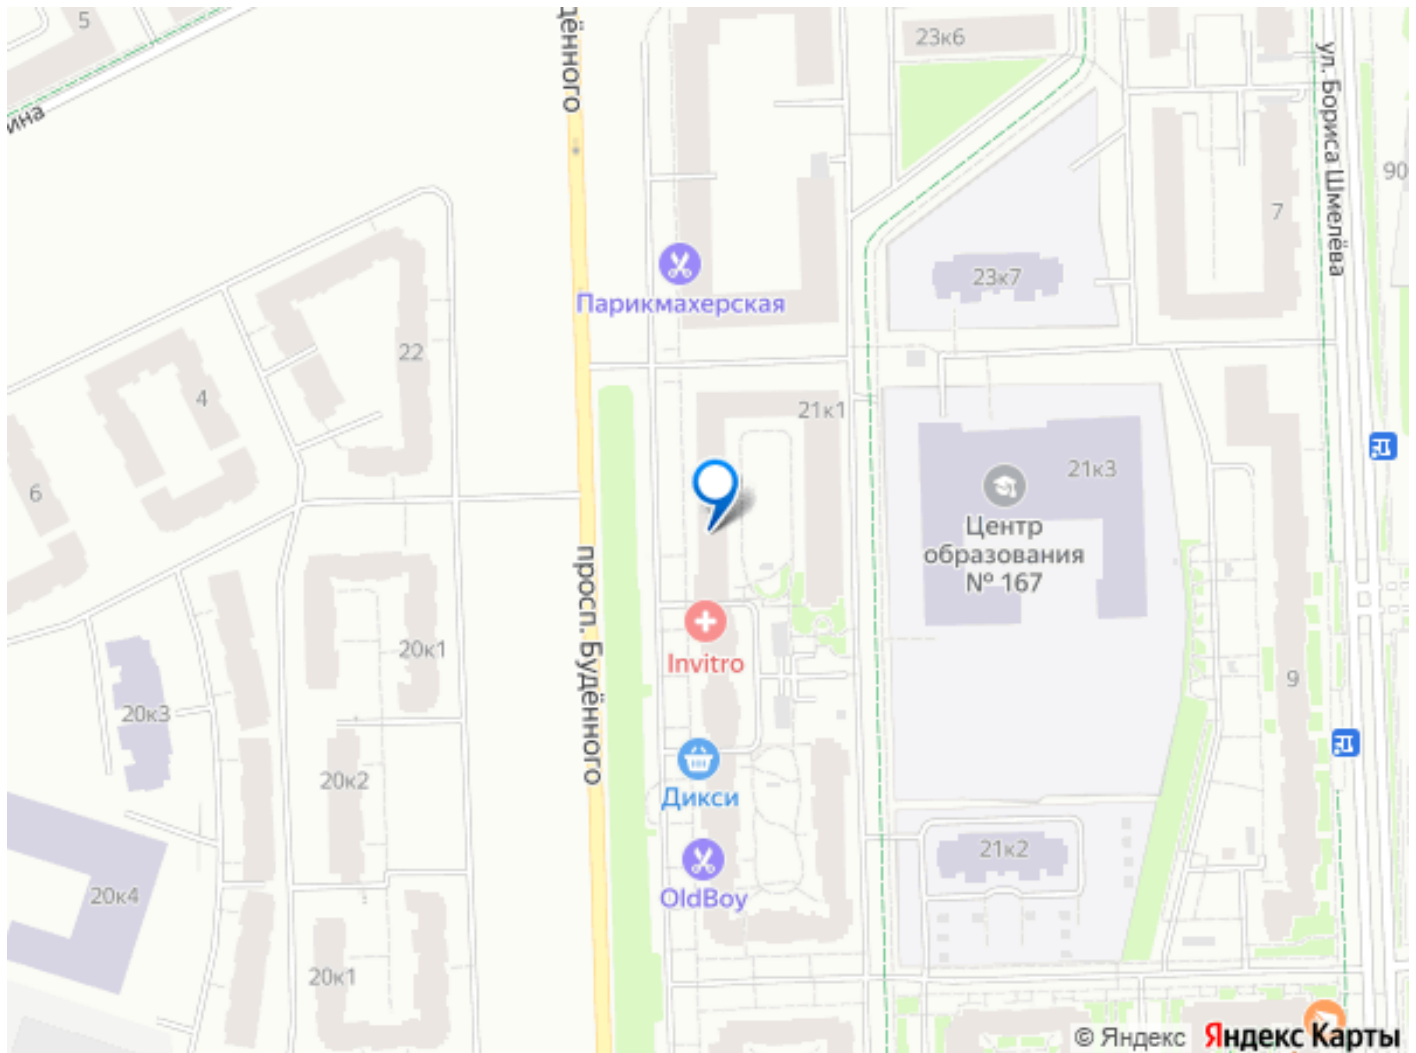 5
дённого
23к6
ул. Бориса Шмелёва
ина
90
7
23к7
Парикмахерская
22
4
21к1
6
21к3
Центр
образования
№ 167
просп. Будённого
Invitro
20к1
9
20к3
20к2
Дикси
21к2
20к4
OldBoy
20к1
© Яндекс Яндекс Карты